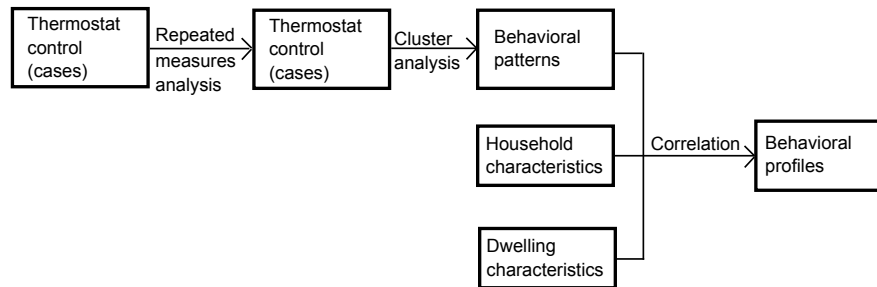 Thermostat
control
(cases)
Repeated
measures
analysis
Thermostat
control
(cases)
Cluster
analysis
Behavioral
patterns
Household
characteristics
Correlation
Behavioral
profiles
Dwelling
characteristics